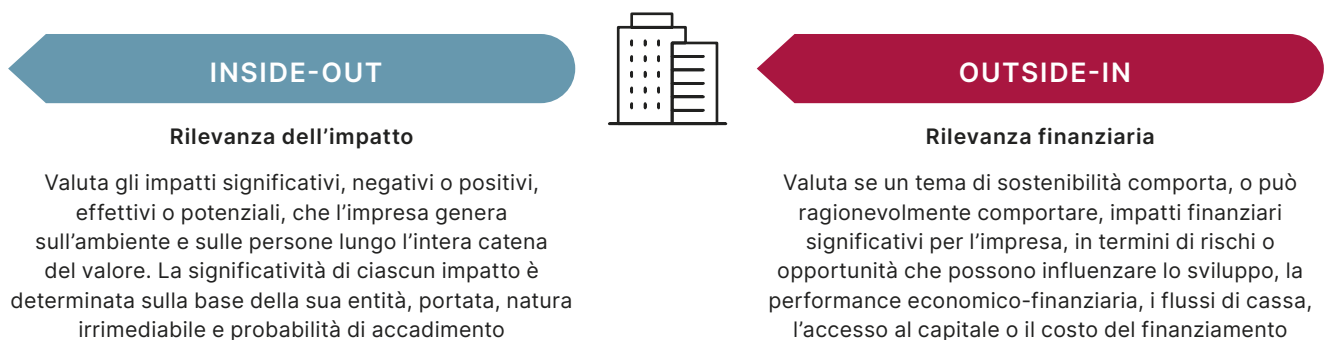 INSIDE-OUT
Rilevanza dell'impatto
Valuta gli impatti significativi, negativi o positivi,
effettivi o potenziali, che l'impresa genera
sull'ambiente e sulle persone lungo l'intera catena
del valore. La significatività di ciascun impatto è
determinata sulla base della sua entità, portata, natura
irrimediabile e probabilità di accadimento
OUTSIDE-IN
Rilevanza finanziaria
Valuta se un tema di sostenibilità comporta, o può
ragionevolmente comportare, impatti finanziari
significativi per l'impresa, in termini di rischi o
opportunità che possono influenzare lo sviluppo, la
performance economico-finanziaria, i flussi di cassa,
l'accesso al capitale o il costo del finanziamento